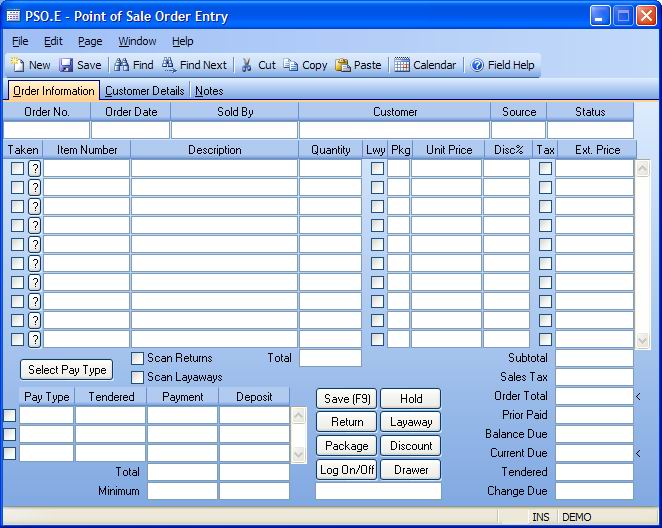 PSO.E - Point of Sale Order Entry
File Edit Page Window Help
New Save Find Find Next Cut Copy Paste Calendar ? Field Help
Order Information Customer Details Notes
Order No. Order Date Sold By Customer Source Status
Taken Item Number Description Quantity Lwy Pkg Unit Price Disc% Tax Ext. Price
?
?
?
?
?
?
?
?
?
?
Select Pay Type Scan Returns Total Subtotal
Scan Layaways Sales Tax
Pay Type Tendered Payment Deposit Save (F9) Hold Order Total <
Return Layaway Prior Paid
Package Discount Balance Due
Current Due <
Total Log On/Off Drawer Tendered
Minimum Change Due
INS DEMO